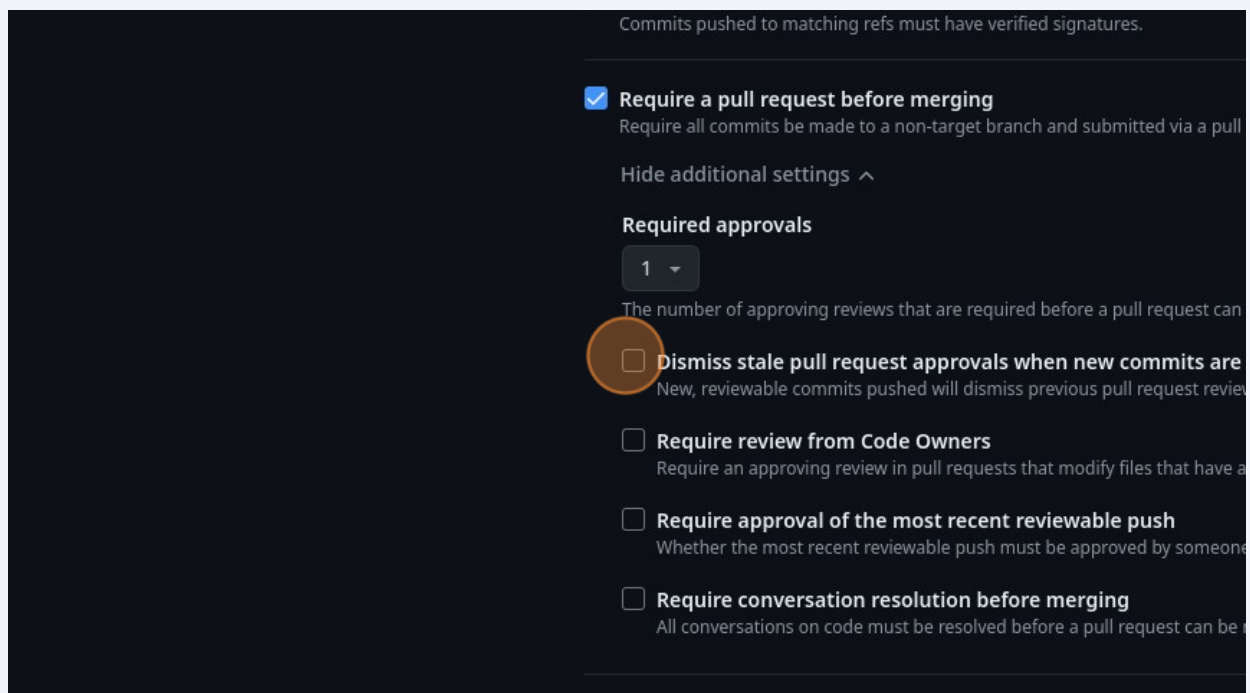 Commits pushed to matching refs must have verified signatures.
Require a pull request before merging
Require all commits be made to a non-target branch and submitted via a pull
Hide additional settings
Required approvals
1
The number of approving reviews that are required before a pull request can
Dismiss stale pull request approvals when new commits are
New, reviewable commits pushed will dismiss previous pull request
Require review from Code Owners
Require an approving review in pull requests that modify files that have a
Require approval of the most recent reviewable push
Whether the most recent reviewable push must be approved by someone
Require conversation resolution before merging
All conversations on code must be resolved before a pull request can be